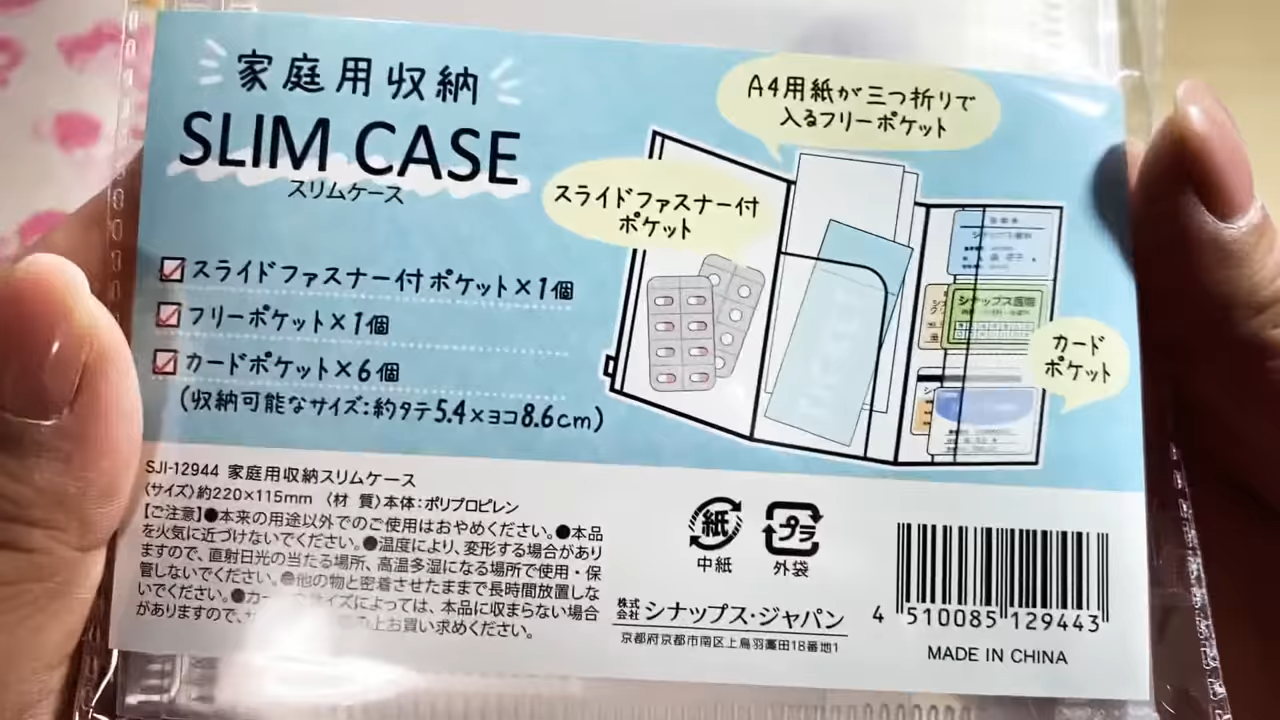 家庭用収納
SLIM CASE
スリムケース
A4用紙が三つ折りで
入るフリーポケット
スライドファスナー付
ポケット
スライドファスナー付ポケット×1個
フリーポケット×1個
カードポケット×6個
(収納可能なサイズ:約タテ5.4×ヨコ8.6cm)
シナップス医院
カード
ポケット
SJI-12944 家庭用収納スリムケース
〈サイズ〉約220×115mm 〈材 質〉本体:ポリプロピレン
【ご注意】●本来の用途以外でのご使用はおやめください。●本品
を火気に近づけないでください。●温度により、変形する場合があり
ますので、直射日光の当たる場所、高温多湿になる場所で使用・保
管しないでください。●他の物と密着させたままで長時間放置しな
いでください。●カ サイズによっては、本品に収まらない場合
がありますので、 上お買い求めください。
紙
中紙
プラ
外袋
株式会社 シナップス・ジャパン
京都府京都市南区上鳥羽藁田18番地1
4 510085 129443
MADE IN CHINA